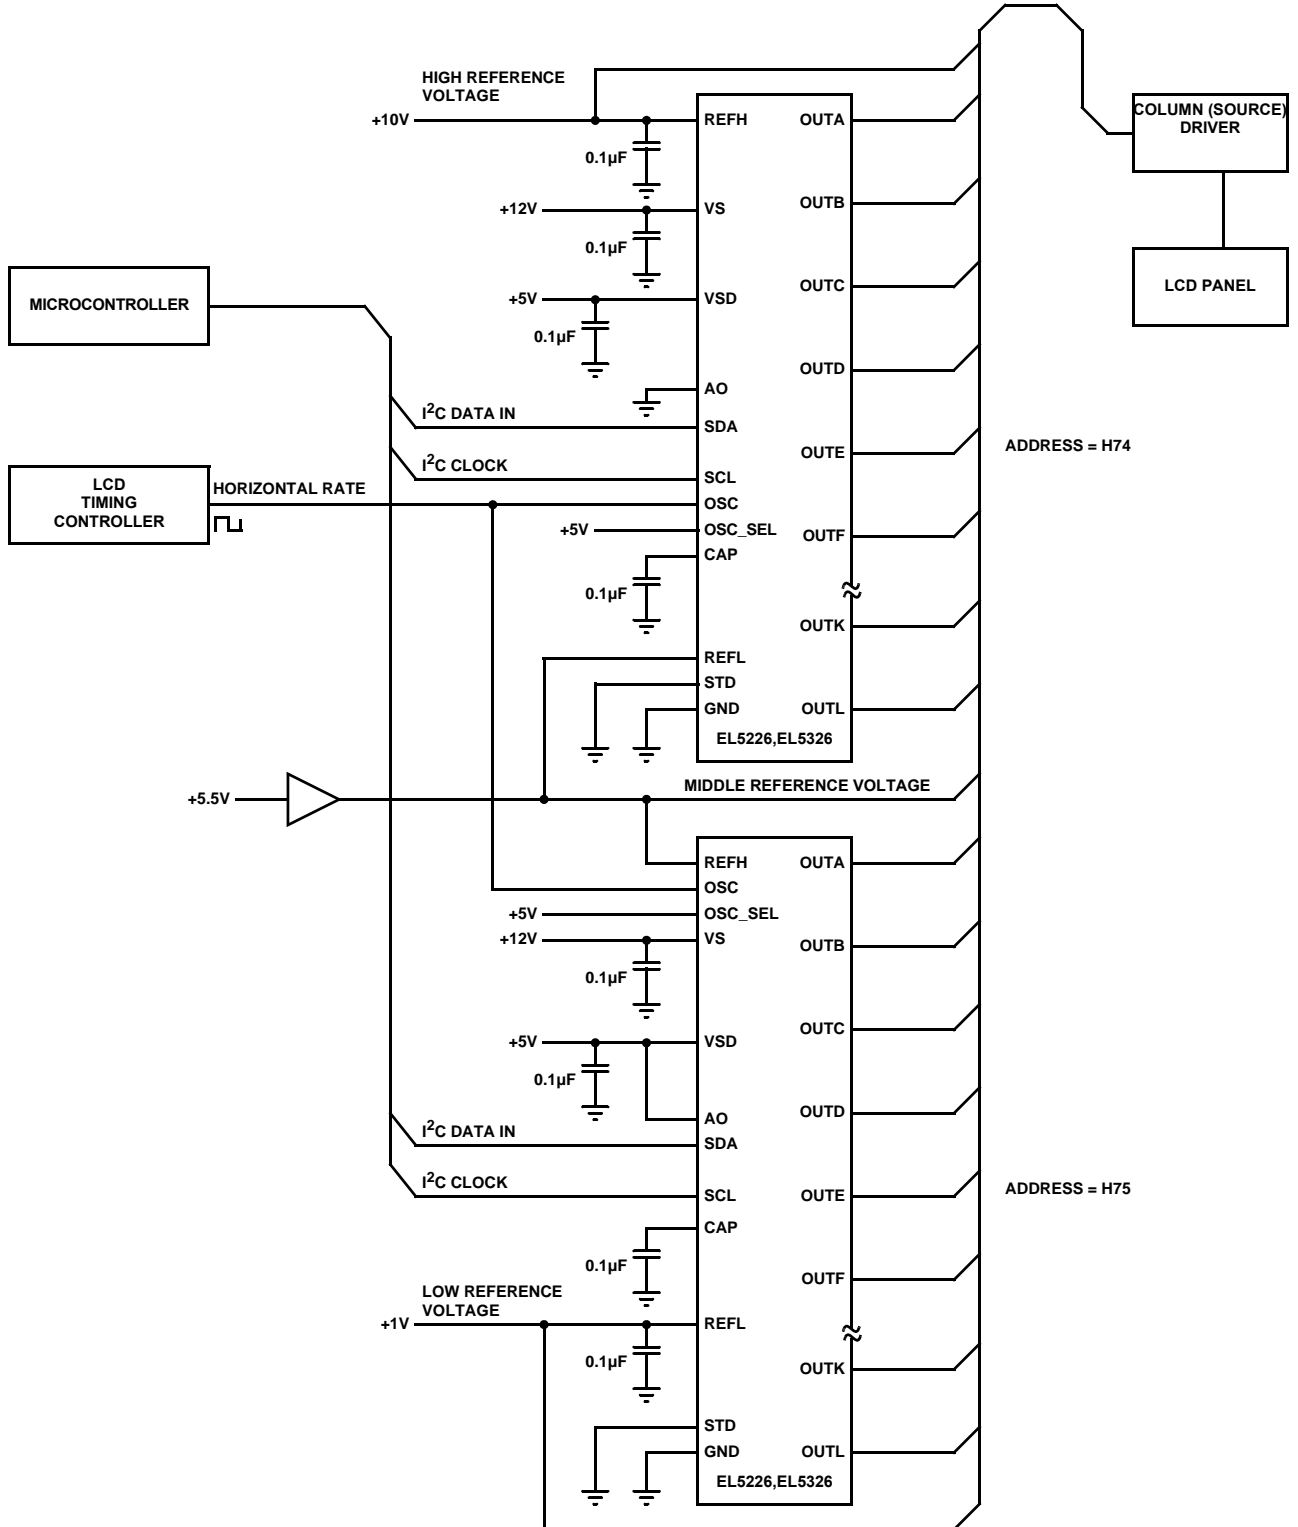 HIGH REFERENCE
VOLTAGE
+10V
REFH
OUTA
COLUMN (SOURCE)
DRIVER
0.1µF
+12V
VS
OUTB
0.1µF
MICROCONTROLLER
+5V
VSD
OUTC
LCD PANEL
0.1µF
OUTD
AO
I²C DATA IN
SDA
OUTE
ADDRESS = H74
I²C CLOCK
SCL
LCD
TIMING
CONTROLLER
HORIZONTAL RATE
OSC
+5V
OSC_SEL
OUTF
CAP
0.1µF
OUTK
REFL
STD
GND
OUTL
EL5226,EL5326
+5.5V
MIDDLE REFERENCE VOLTAGE
REFH
OUTA
OSC
+5V
OSC_SEL
+12V
VS
OUTB
0.1µF
OUTC
+5V
VSD
0.1µF
OUTD
AO
I²C DATA IN
SDA
I²C CLOCK
SCL
OUTE
ADDRESS = H75
CAP
0.1µF
OUTF
LOW REFERENCE
VOLTAGE
+1V
REFL
0.1µF
OUTK
STD
GND
OUTL
EL5226,EL5326